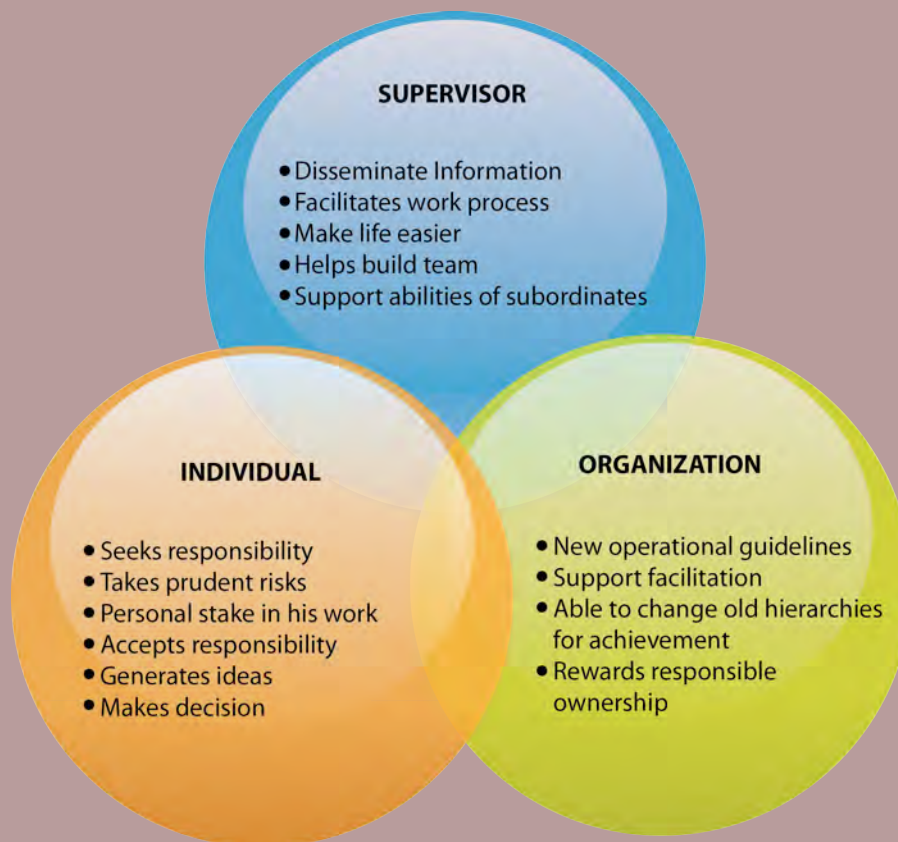 SUPERVISOR
• Disseminate Information
• Facilitates work process
• Make life easier
• Helps build team
• Support abilities of subordinates
INDIVIDUAL
• Seeks responsibility
• Takes prudent risks
• Personal stake in his work
• Accepts responsibility
• Generates ideas
• Makes decision
ORGANIZATION
• New operational guidelines
• Support facilitation
• Able to change old hierarchies
for achievement
• Rewards responsible
ownership